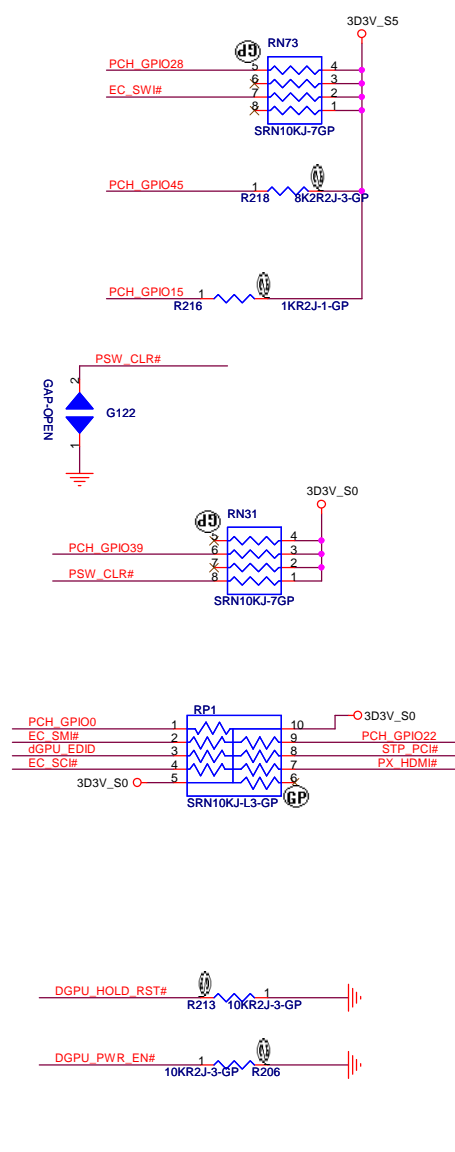 3D3V_S5
RN73
GP
PCH_GPIO28 5 4
6 3
EC_SWI# 7 2
8 1
SRN10KJ-7GP
PCH_GPIO45 1
R218 8K2R2J-3-GP
PCH_GPIO15 1
R216 1KR2J-1-GP
PSW_CLR#
2
GAP-OPEN
G122
1
3D3V_S0
RN31
GP
5 4
PCH_GPIO39 6 3
7 2
PSW_CLR# 8 1
SRN10KJ-7GP
RP1
3D3V_S0
PCH_GPIO0 1 10
EC_SMI# 2 9 PCH_GPIO22
dGPU_EDID 3 8 STP_PCI#
EC_SCI# 4 7 PX_HDMI#
3D3V_S0 5 6
SRN10KJ-L3-GP
GP
DGPU_HOLD_RST# 1
R213 10KR2J-3-GP
DGPU_PWR_EN# 1
10KR2J-3-GP R206